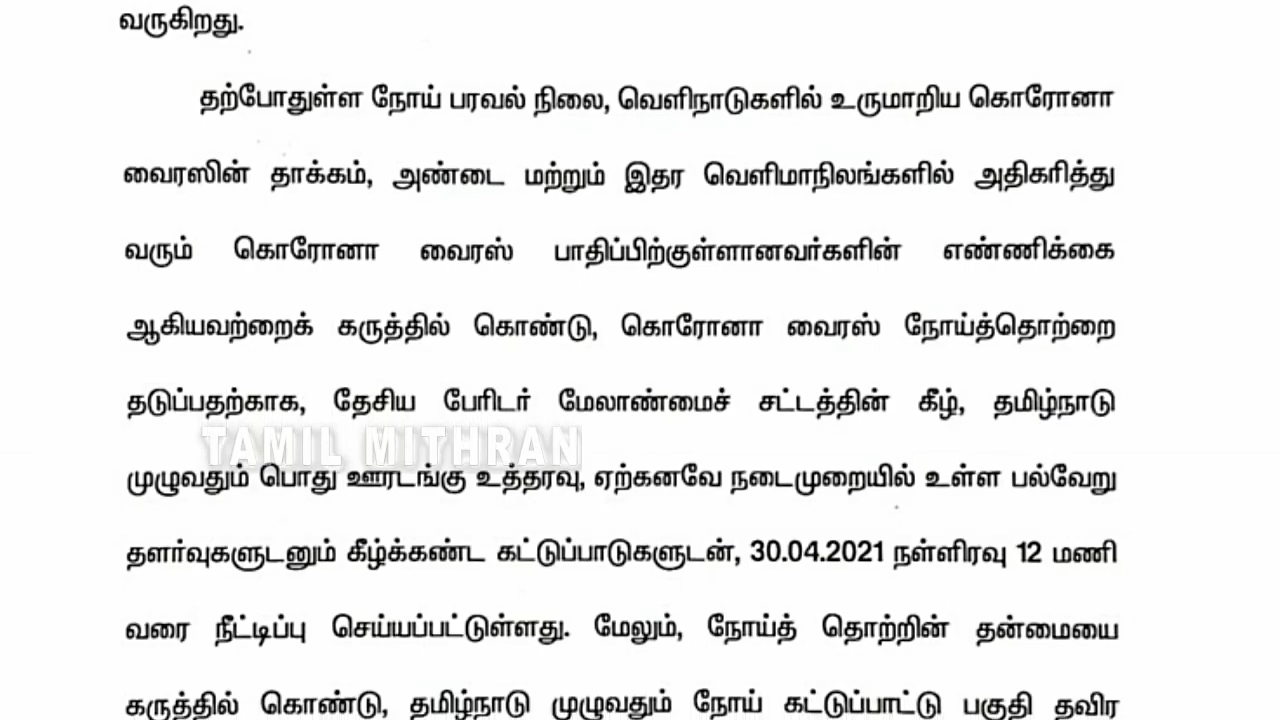 வருகிறது.
தற்போதுள்ள நோய் பரவல் நிலை, வெளிநாடுகளில் உருமாறிய கொரோனா
வைரஸின் தாக்கம், அண்டை மற்றும் இதர வெளிமாநிலங்களில் அதிகரித்து
வரும் கொரோனா வைரஸ் பாதிப்பிற்குள்ளானவர்களின் எண்ணிக்கை
ஆகியவற்றைக் கருத்தில் கொண்டு, கொரோனா வைரஸ் நோய்த்தொற்றை
தடுப்பதற்காக, தேசிய பேரிடர் மேலாண்மைச் சட்டத்தின் கீழ், தமிழ்நாடு
TAMIL MITHRAN
முழுவதும் பொது ஊரடங்கு உத்தரவு, ஏற்கனவே நடைமுறையில் உள்ள பல்வேறு
தளர்வுகளுடனும் கீழ்க்கண்ட கட்டுப்பாடுகளுடன், 30.04.2021 நள்ளிரவு 12 மணி
வரை நீட்டிப்பு செய்யப்பட்டுள்ளது. மேலும், நோய்த் தொற்றின் தன்மையை
கருத்தில் கொண்டு, தமிழ்நாடு முழுவதும் நோய் கட்டுப்பாட்டு பகுதி தவிர